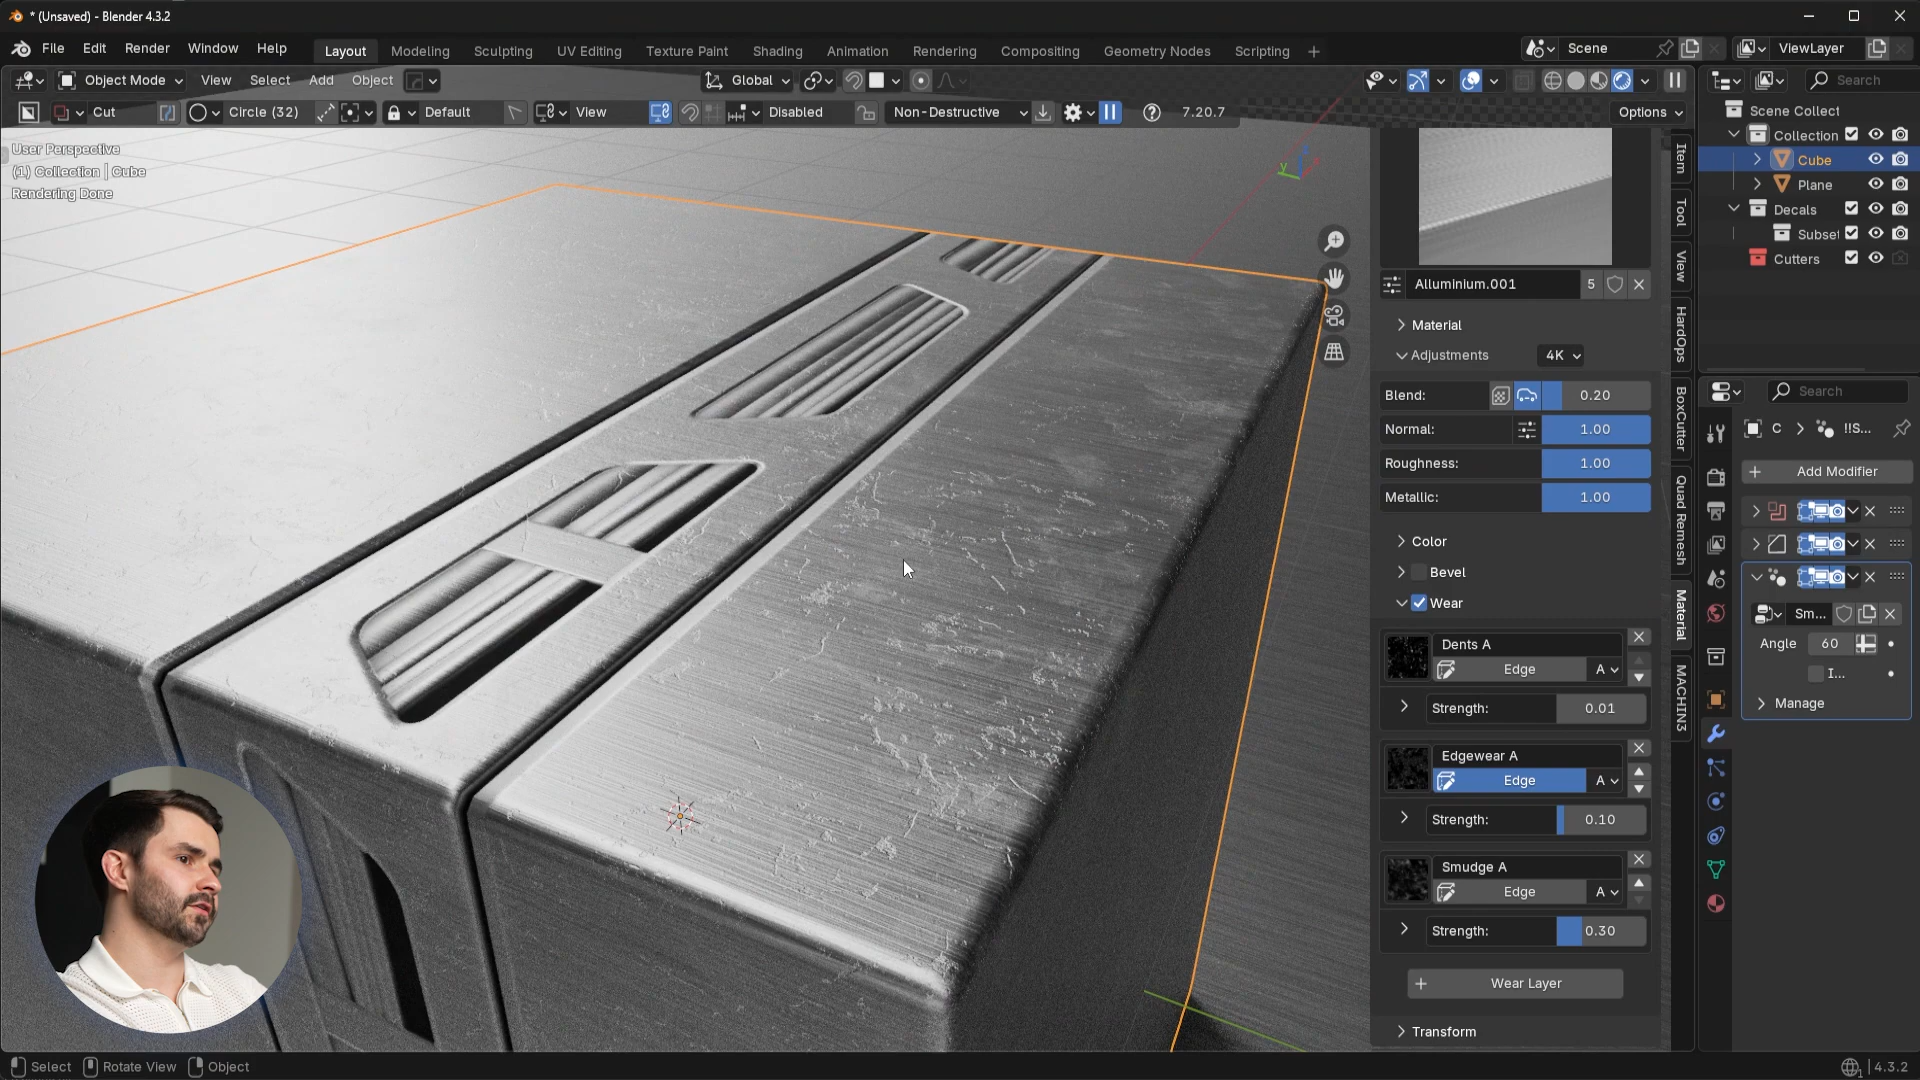 * (Unsaved) - Blender 4.3.2
File Edit Render Window Help
Layout Modeling Sculpting UV Editing Texture Paint Shading Animation Rendering Compositing Geometry Nodes Scripting +
Scene
ViewLayer
Object Mode View Select Add Object
Global
Search
Cut Circle (32) Default View Disabled Non-Destructive 7.20.7
Options
User Perspective
(1) Collection | Cube
Rendering Done
Item
Tool
View
HardOps
BoxCutter
Quad Remesh
Material
MACHIN3
Alluminium.001 5
Material
Adjustments 4K
Blend: 0.20
Normal: 1.00
Roughness: 1.00
Metallic: 1.00
Color
Bevel
Wear
Dents A
Edge A
Strength: 0.01
Edgewear A
Edge A
Strength: 0.10
Smudge A
Edge A
Strength: 0.30
+ Wear Layer
Transform
Scene Collect
Collection
Cube
Plane
Decals
Subset
Cutters
Search
C !!S...
+ Add Modifier
Sm...
Angle 60
I...
Manage
Select Rotate View Object
4.3.2